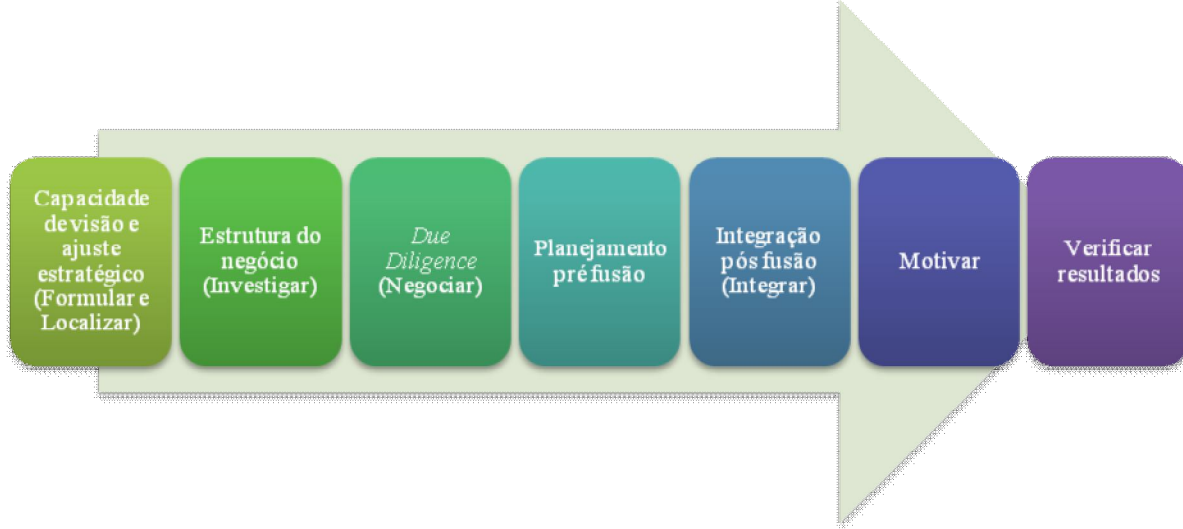 Capacidade
de visão e
ajuste
estratégico
(Formular e
Localizar)
Estrutura do
negócio
(Investigar)
Due
Diligence
(Negociar)
Planejamento
pré fusão
Integração
pós fusão
(Integrar)
Motivar
Verificar
resultados